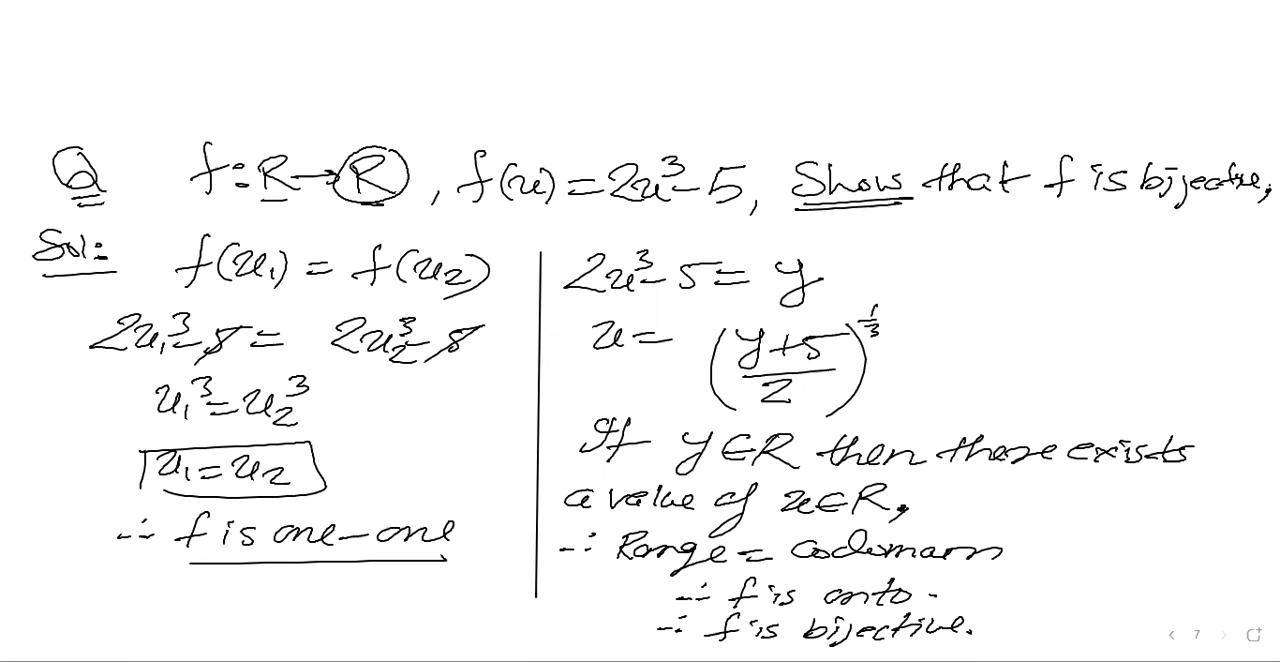 Q f:R→R, f(x)=2x³-5, Show that f is bijective,
Sol:
f(x₁) = f(x₂)
2x₁³-5 = 2x₂³-5
x₁³=x₂³
x₁=x₂
∴ f is one-one
2x³-5 = y
x = ((y+5)/2)^(1/3)
If y∈R then there exists
a value of x∈R,
∴ Range = Codomain
∴ f is onto.
∴ f is bijective.
7